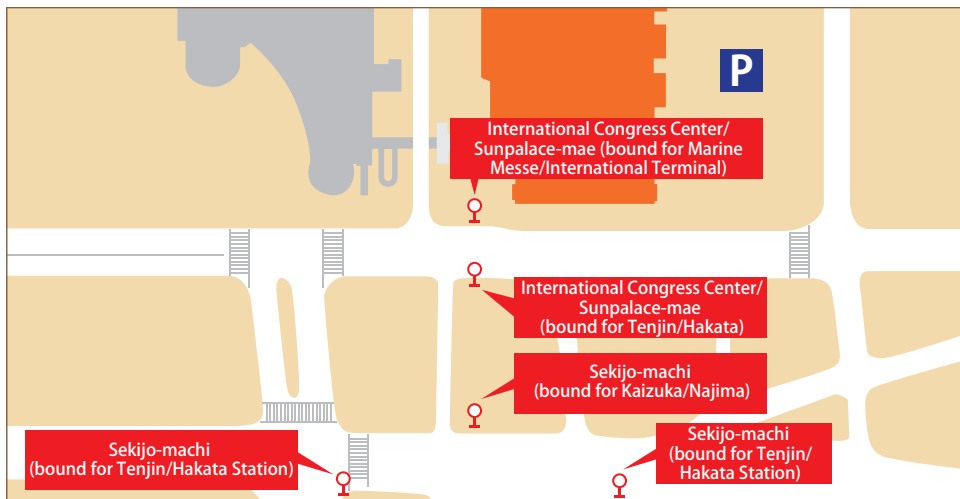 P
International Congress Center/
Sunpalace-mae (bound for Marine
Messe/International Terminal)
International Congress Center/
Sunpalace-mae
(bound for Tenjin/Hakata)
Sekijo-machi
(bound for Kaizuka/Najima)
Sekijo-machi
(bound for Tenjin/Hakata Station)
Sekijo-machi
(bound for Tenjin/
Hakata Station)